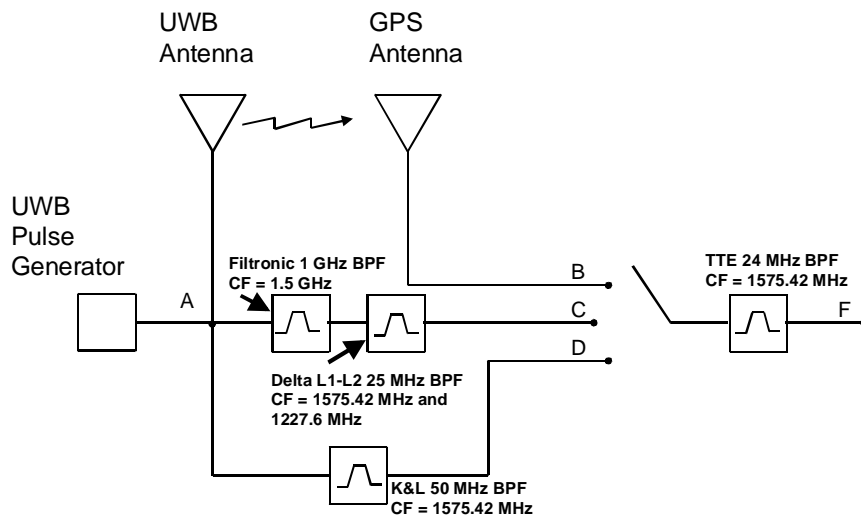 UWB
Antenna
GPS
Antenna
UWB
Pulse
Generator
Filtronic 1 GHz BPF
CF = 1.5 GHz
TTE 24 MHz BPF
CF = 1575.42 MHz
A
B
C
D
F
Delta L1-L2 25 MHz BPF
CF = 1575.42 MHz and
1227.6 MHz
K&L 50 MHz BPF
CF = 1575.42 MHz